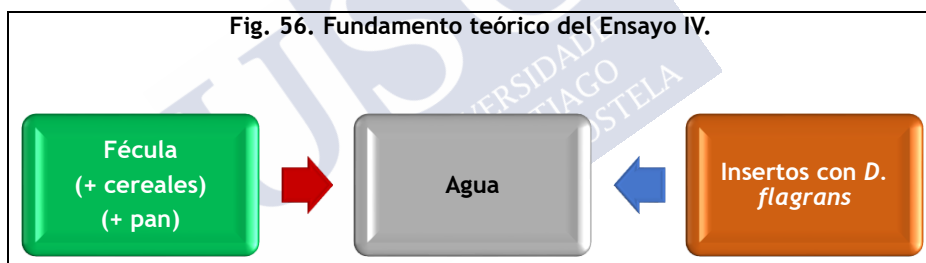 Fig. 56. Fundamento teórico del Ensayo IV.
Fécula
(+ cereales)
(+ pan)
Agua
Insertos con D.
flagrans